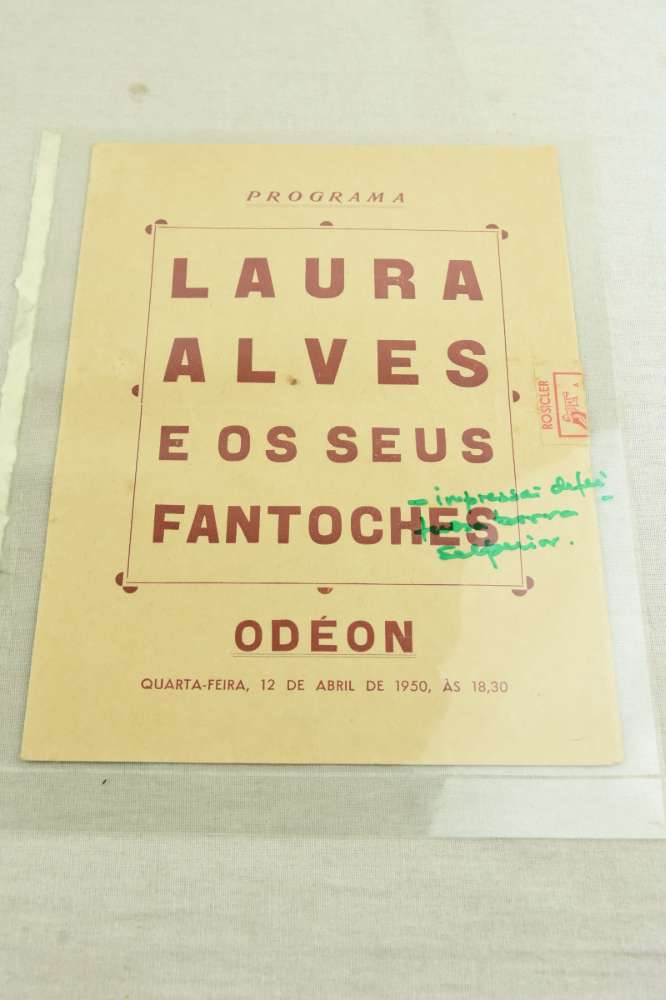 PROGRAMA
LAURA
ALVES
E OS SEUS
FANTOCHES
ODÉON
QUARTA-FEIRA, 12 DE ABRIL DE 1950, ÀS 18,30
ROSICLER